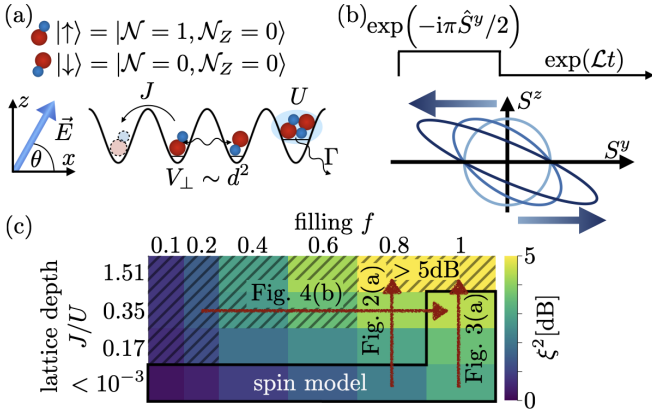 (a)
|↑⟩ = |𝒩 = 1, 𝒩_Z = 0⟩
|↓⟩ = |𝒩 = 0, 𝒩_Z = 0⟩
z
E⃗
θ
x
J
U
V_⊥ ∼ d²
Γ
(b)
exp(−iπŜ^y/2)
exp(ℒt)
S^z
S^y
(c)
filling f
0.1 0.2 0.4 0.6 0.8 1
lattice depth
J/U
1.51
0.35
0.17
< 10⁻³
> 5dB
Fig. 4(b)
Fig. 2(a)
Fig. 3(a)
spin model
5
0
ξ² [dB]